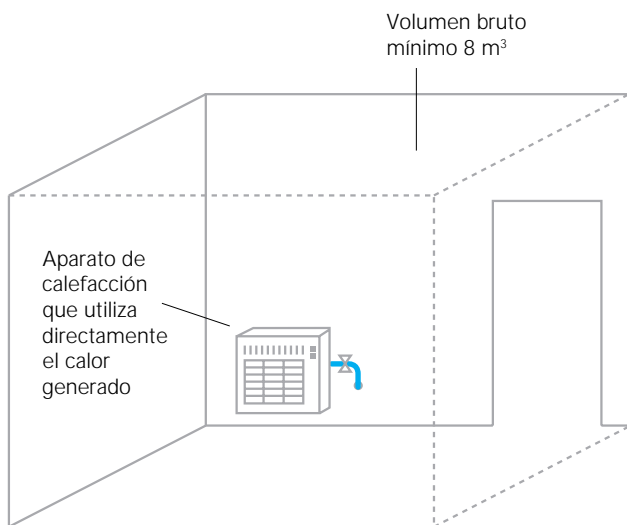 Volumen bruto
mínimo 8 m³
Aparato de
calefacción
que utiliza
directamente
el calor
generado